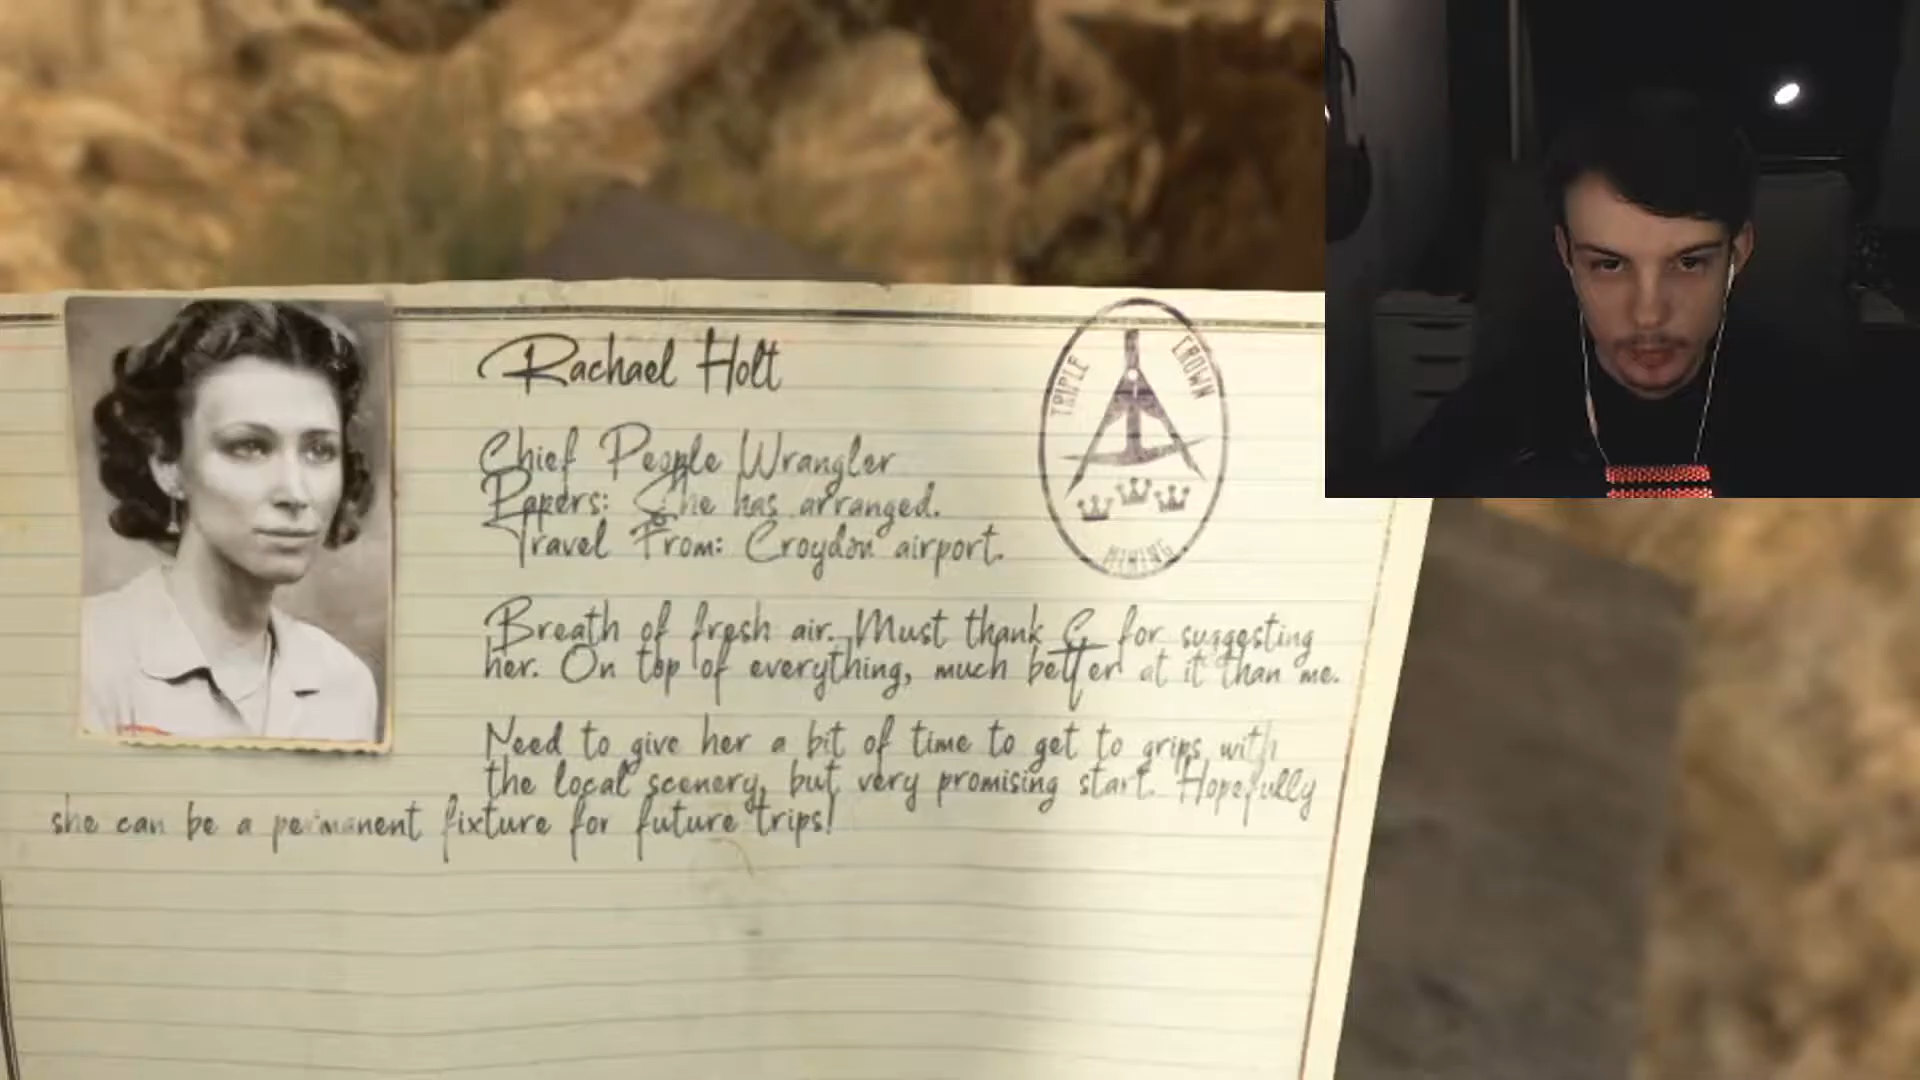 Rachael Holt
TRIPLE CROWN
MINING
Chief People Wrangler
Papers: She has arranged.
Travel From: Croydon airport.
Breath of fresh air. Must thank C for suggesting
her. On top of everything, much better at it than me.
Need to give her a bit of time to get to grips with
the local scenery, but very promising start. Hopefully
she can be a permanent fixture for future trips!